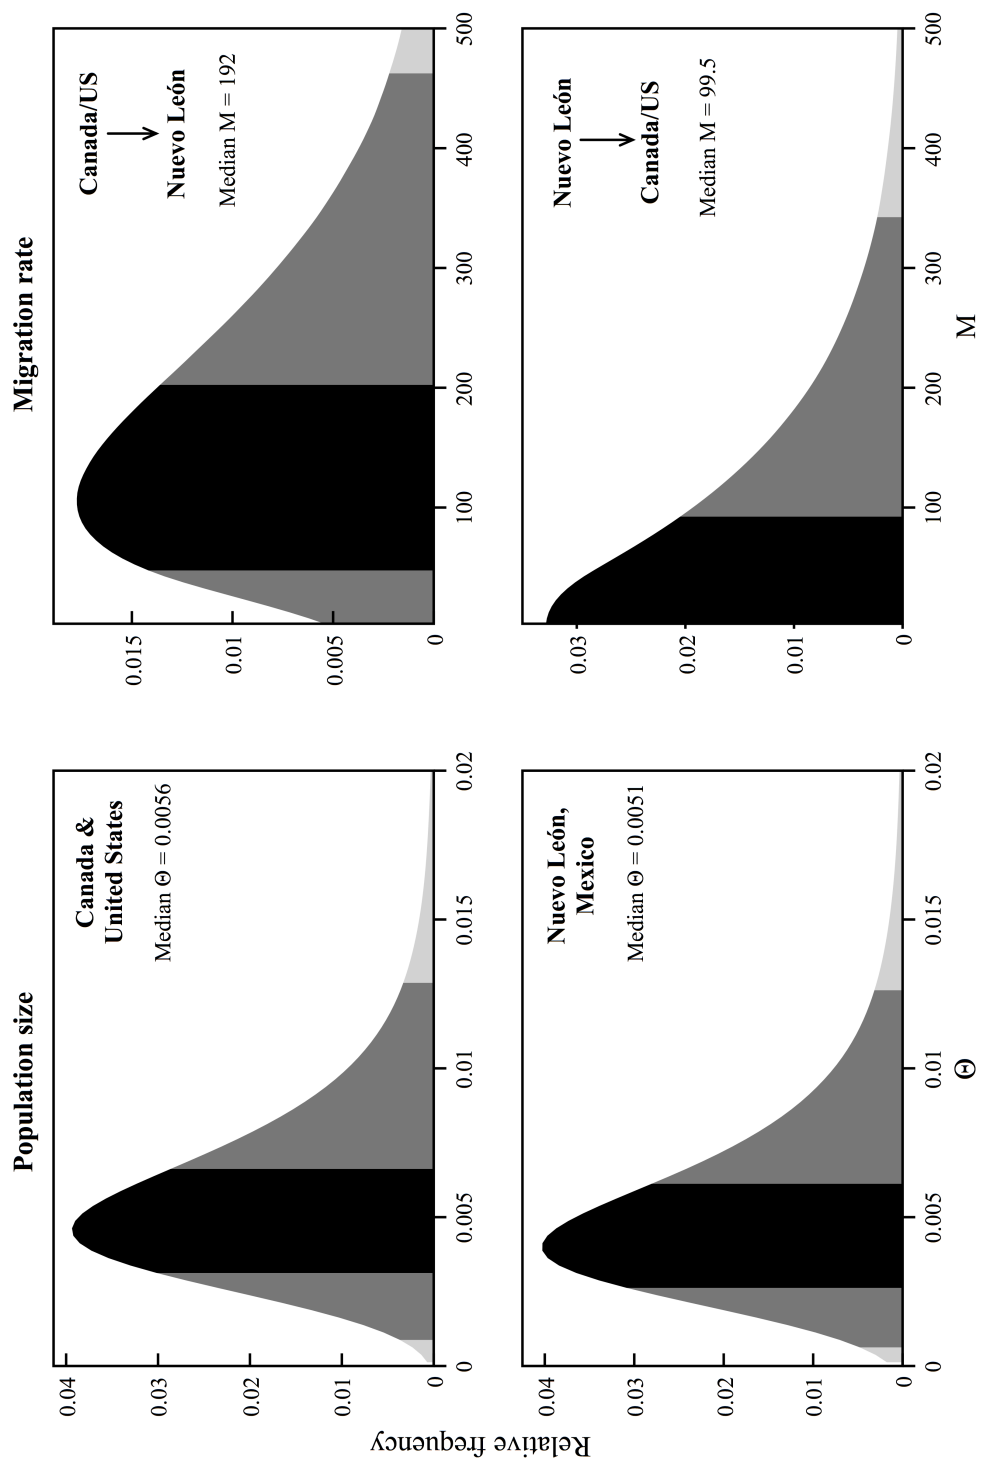 Population size
Migration rate
Relative frequency
0.04
0.03
0.02
0.01
0
Canada &
United States
Median Θ = 0.0056
0
0.005
0.01
0.015
0.02
0.015
0.01
0.005
0
Canada/US
Nuevo León
Median M = 192
100
200
300
400
500
0.04
0.03
0.02
0.01
0
Nuevo León,
Mexico
Median Θ = 0.0051
0
0.005
0.01
0.015
0.02
Θ
0.03
0.02
0.01
0
Nuevo León
Canada/US
Median M = 99.5
100
200
300
400
500
M